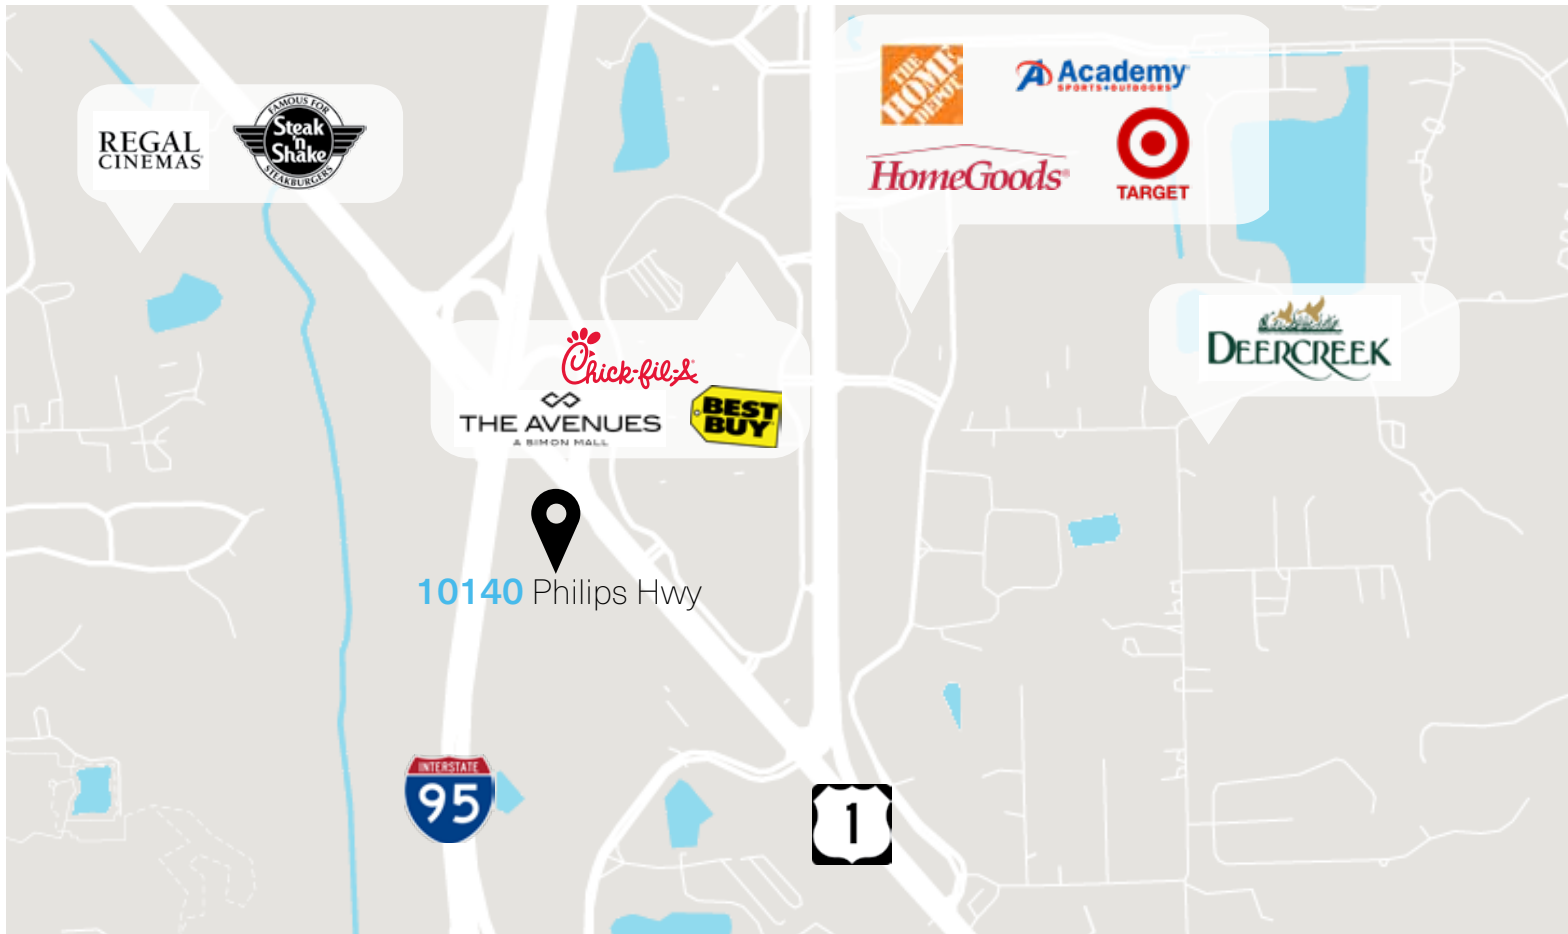 REGAL
CINEMAS
FAMOUS FOR
Steak
'n
Shake
STEAKBURGERS
THE
HOME
DEPOT
Academy
SPORTS+OUTDOORS
HomeGoods®
TARGET
DEERCREEK
Chick-fil-A
THE AVENUES
A SIMON MALL
BEST
BUY
10140 Philips Hwy
INTERSTATE
95
1